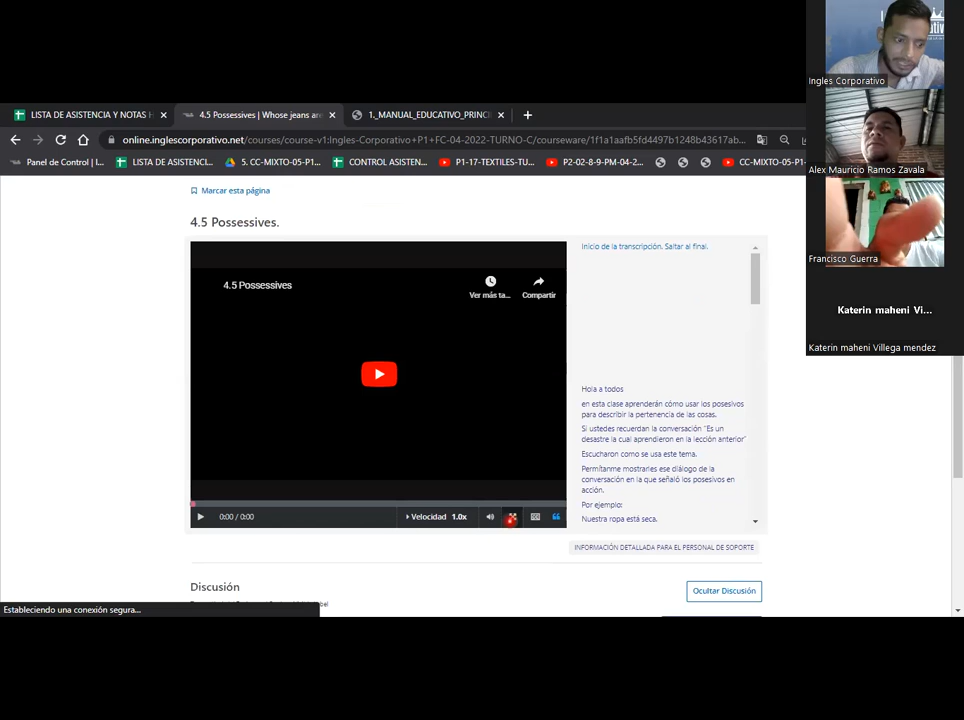 LISTA DE ASISTENCIA Y NOTAS H
4.5 Possessives | Whose jeans are
1._MANUAL_EDUCATIVO_PRINC
online.inglescorporativo.net/courses/course-v1:Ingles-Corporativo+P1+FC-04-2022-TURNO-C/courseware/1f1a1aafb5fd4497b1248b43617ab...
Panel de Control | I...
LISTA DE ASISTENCI...
5. CC-MIXTO-05-P1...
CONTROL ASISTEN...
P1-17-TEXTILES-TU...
P2-02-8-9-PM-04-2...
CC-MIXTO-05-P1-
Marcar esta página
4.5 Possessives.
4.5 Possessives
Ver más ta...
Compartir
0:00 / 0:00
Velocidad 1.0x
Inicio de la transcripción. Saltar al final.
Hola a todos
en esta clase aprenderán cómo usar los posesivos
para describir la pertenencia de las cosas.
Si ustedes recuerdan la conversación "Es un
desastre la cual aprendieron en la lección anterior"
Escucharon como se usa este tema.
Permítanme mostrarles ese diálogo de la
conversación en la que señaló los posesivos en
acción.
Por ejemplo:
Nuestra ropa está seca.
INFORMACIÓN DETALLADA PARA EL PERSONAL DE SOPORTE
Discusión
Ocultar Discusión
Estableciendo una conexión segura...
Ingles Corporativo
Alex Mauricio Ramos Zavala
Francisco Guerra
Katerin maheni Vi...
Katerin maheni Villega mendez